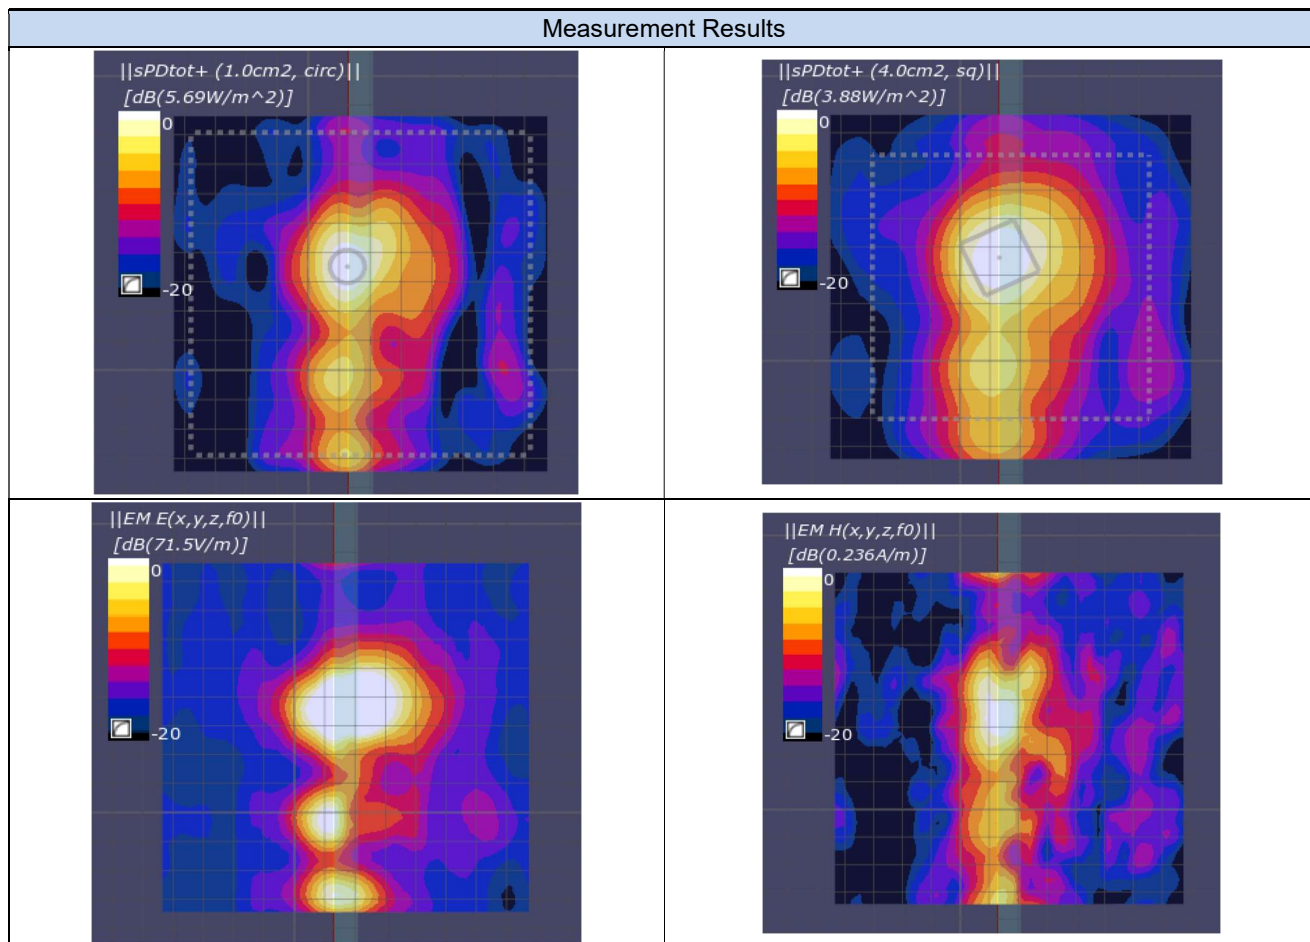 Measurement Results
||sPDtot+ (1.0cm2, circ)||
[dB(5.69W/m^2)]
0
-20
||sPDtot+ (4.0cm2, sq)||
[dB(3.88W/m^2)]
0
-20
||EM E(x,y,z,f0)||
[dB(71.5V/m)]
0
-20
||EM H(x,y,z,f0)||
[dB(0.236A/m)]
0
-20